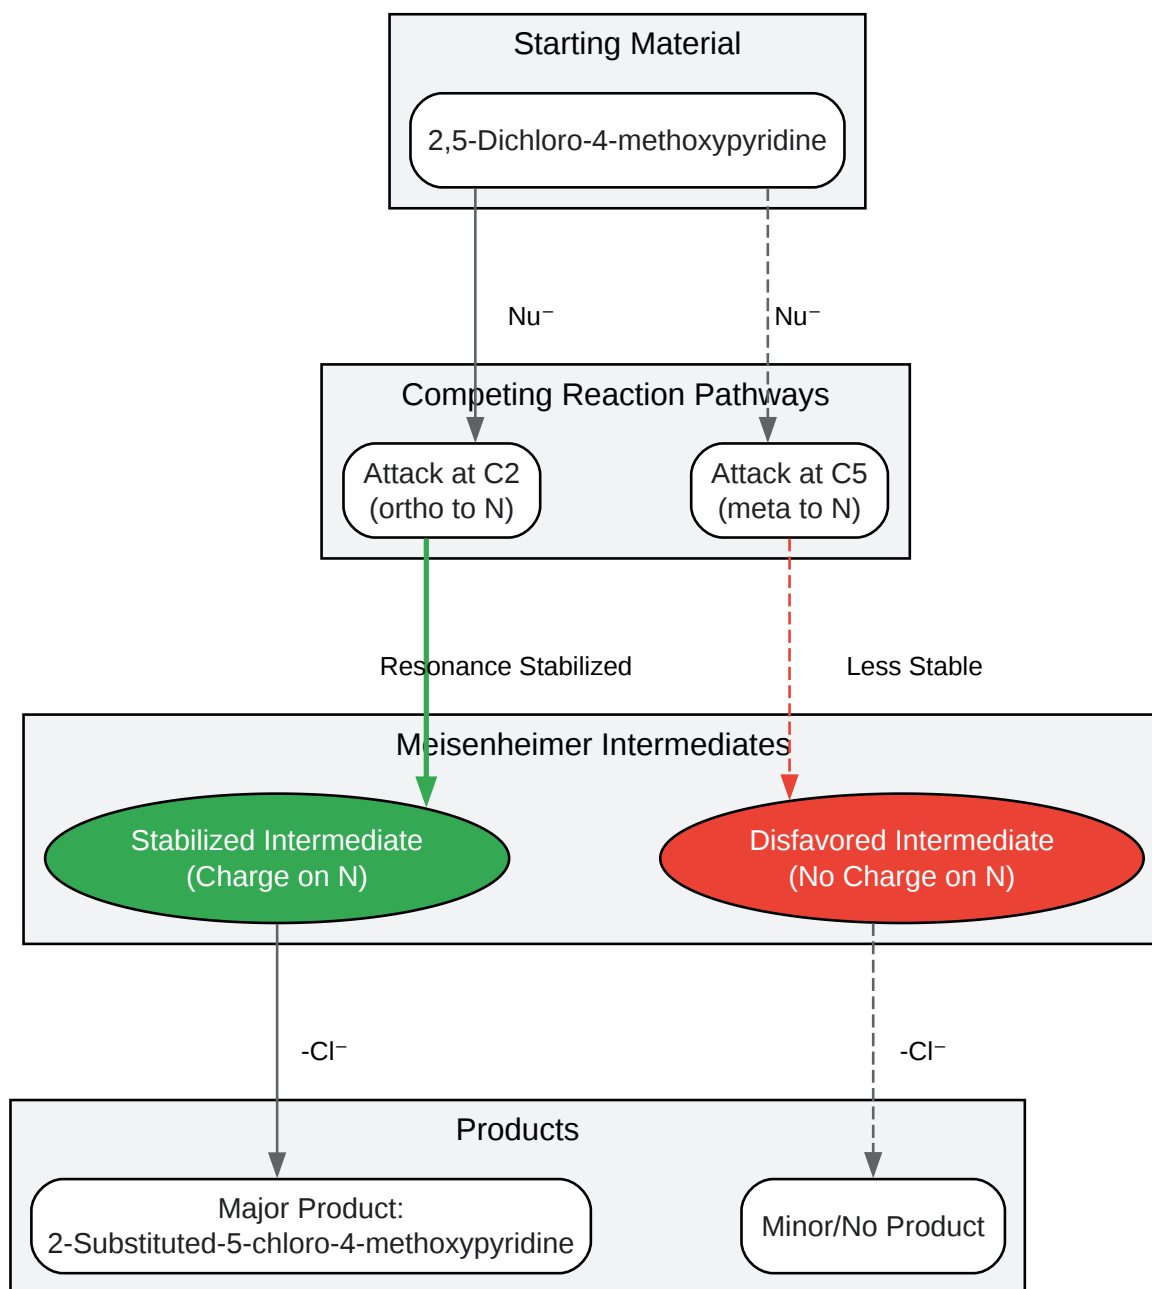 Starting Material
2,5-Dichloro-4-methoxypyridine
Nu⁻
Nu⁻
Competing Reaction Pathways
Attack at C2
(ortho to N)
Attack at C5
(meta to N)
Resonance Stabilized
Less Stable
Meisenheimer Intermediates
Stabilized Intermediate
(Charge on N)
Disfavored Intermediate
(No Charge on N)
-Cl⁻
-Cl⁻
Products
Major Product:
2-Substituted-5-chloro-4-methoxypyridine
Minor/No Product